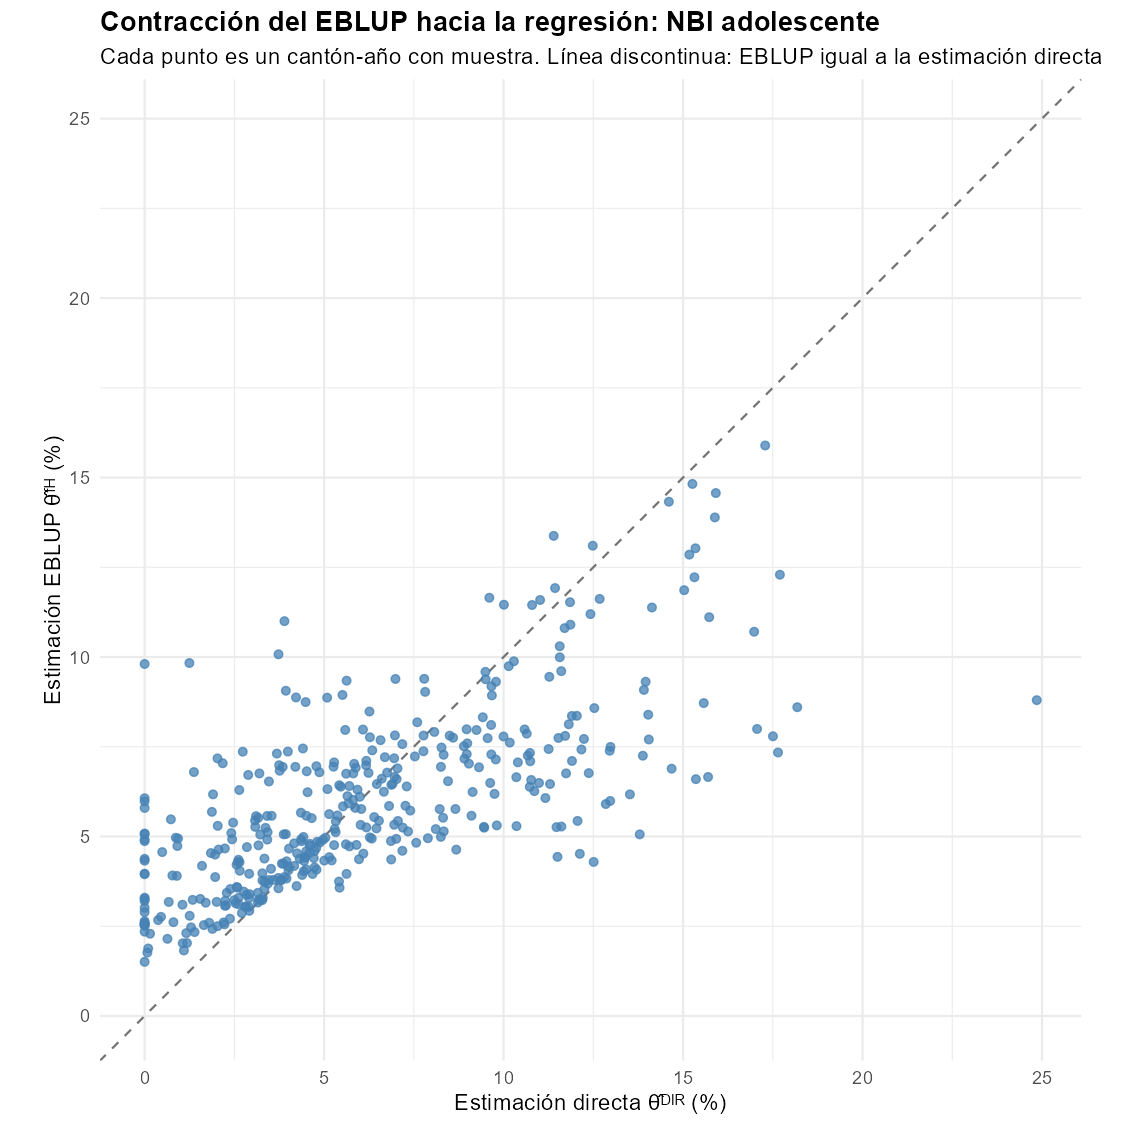 Contracción del EBLUP hacia la regresión: NBI adolescente
Cada punto es un cantón-año con muestra. Línea discontinua: EBLUP igual a la estimación directa
Estimación EBLUP θ̂ᶠᴴ (%)
25
20
15
10
5
0
0 5 10 15 20 25
Estimación directa θ̂ᴰᴵᴿ (%)